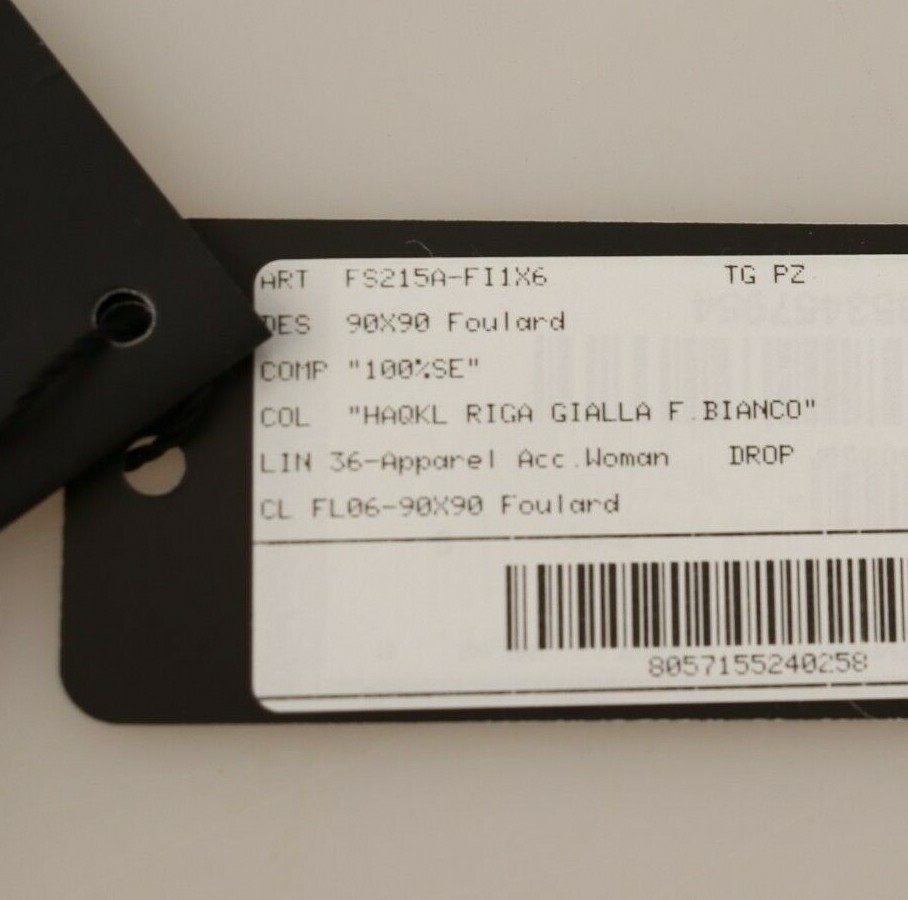 ART FS215A-FI1X6 TG PZ
DES 90X90 Foulard
COMP "100%SE"
COL "HAQKL RIGA GIALLA F.BIANCO"
LIN 36-Apparel Acc.Woman DROP
CL FL06-90X90 Foulard
8057155240258